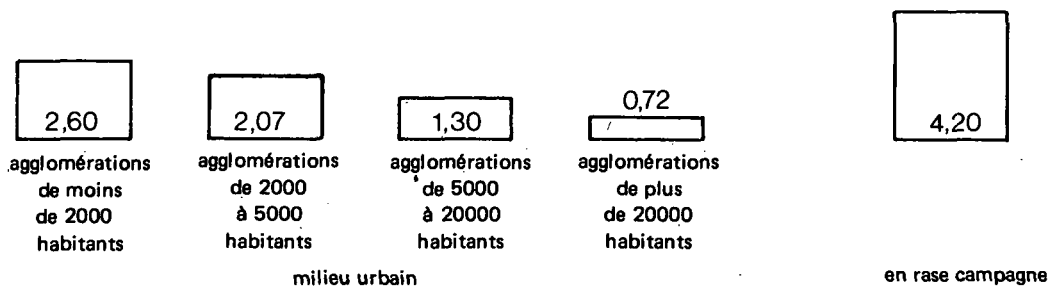 2,60
agglomérations
de moins
de 2000
habitants
2,07
agglomérations
de 2000
à 5000
habitants
1,30
agglomérations
de 5000
à 20000
habitants
0,72
agglomérations
de plus
de 20000
habitants
milieu urbain
4,20
en rase campagne